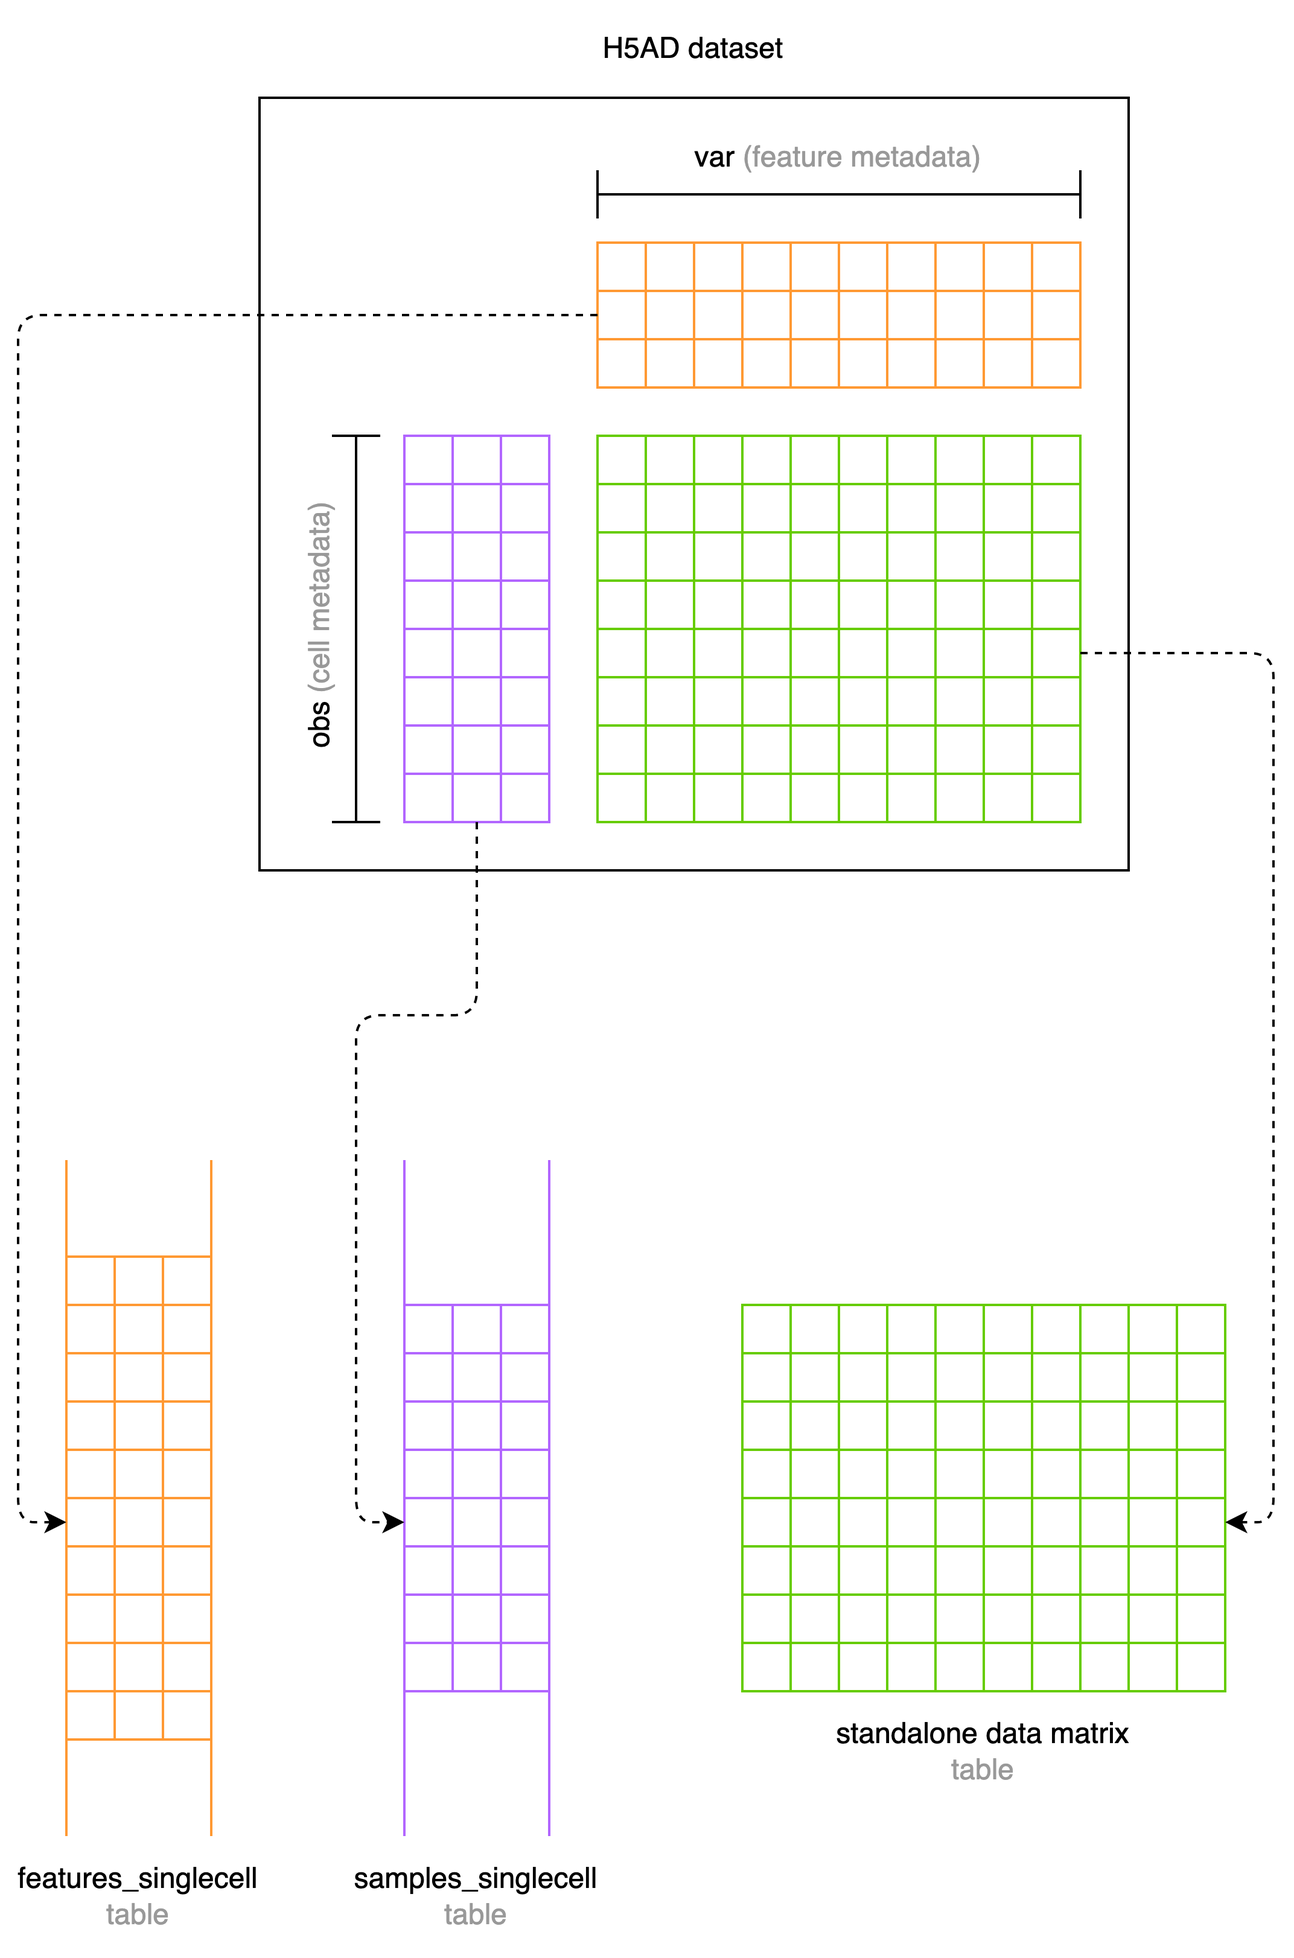 H5AD dataset
var (feature metadata)
obs (cell metadata)
standalone data matrix
table
features_singlecell
table
samples_singlecell
table